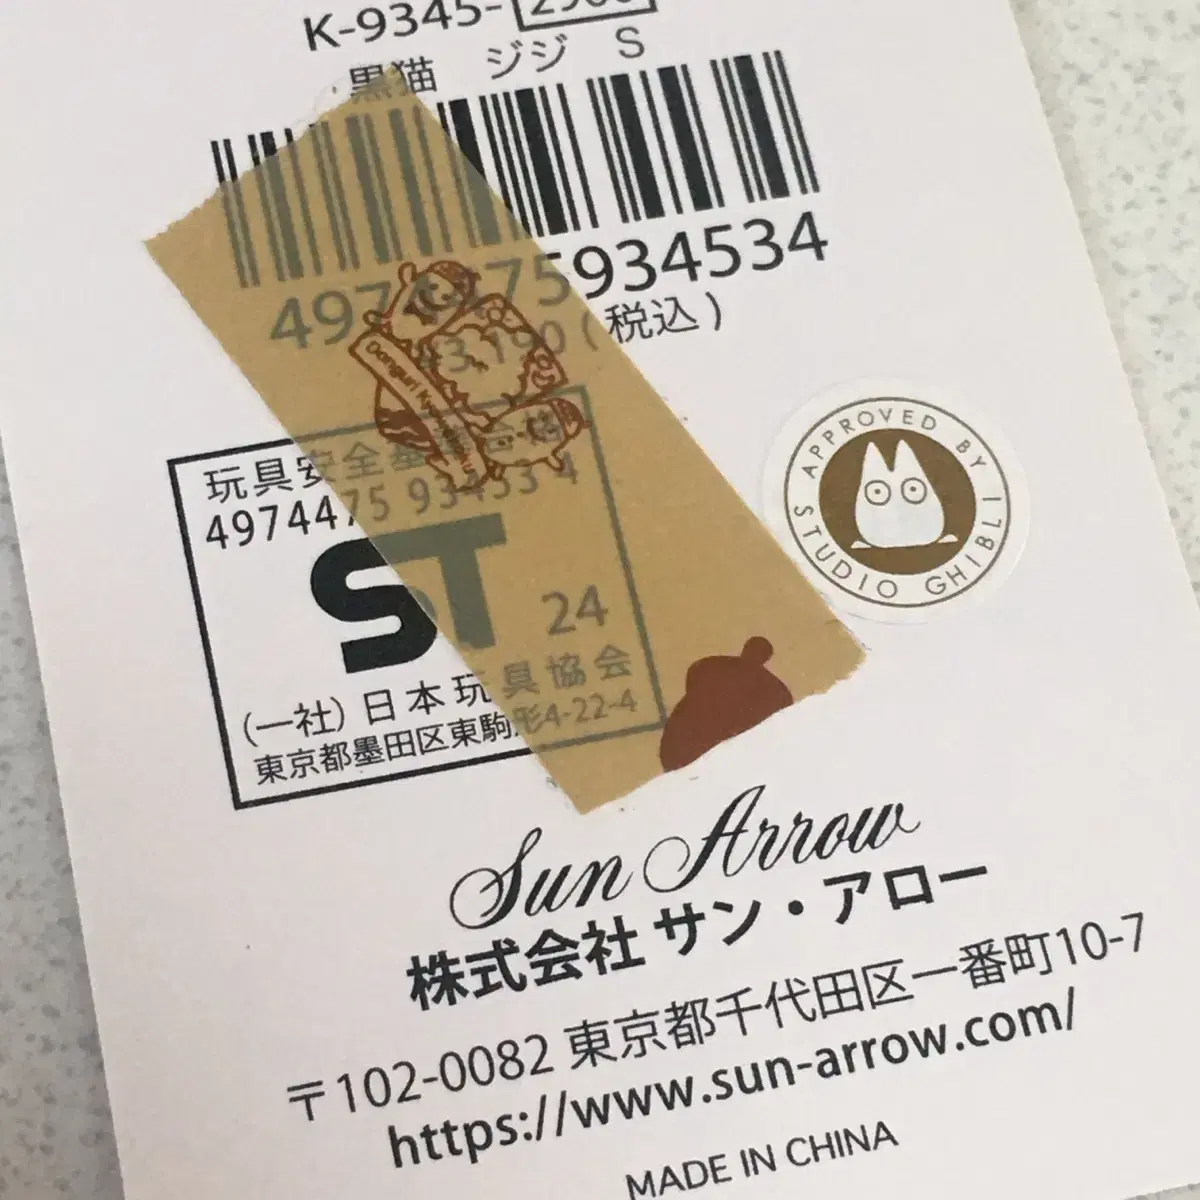 K-9345-
黒猫 ジジ S
4974475934534
¥3,190(税込)
玩具安全基準合格
4974475 93453 4
ST
24
(一社)日本玩具協会
東京都墨田区東駒形4-22-4
APPROVED BY
STUDIO GHIBLI
Sun Arrow
株式会社 サン・アロー
〒102-0082 東京都千代田区一番町10-7
https://www.sun-arrow.com/
MADE IN CHINA